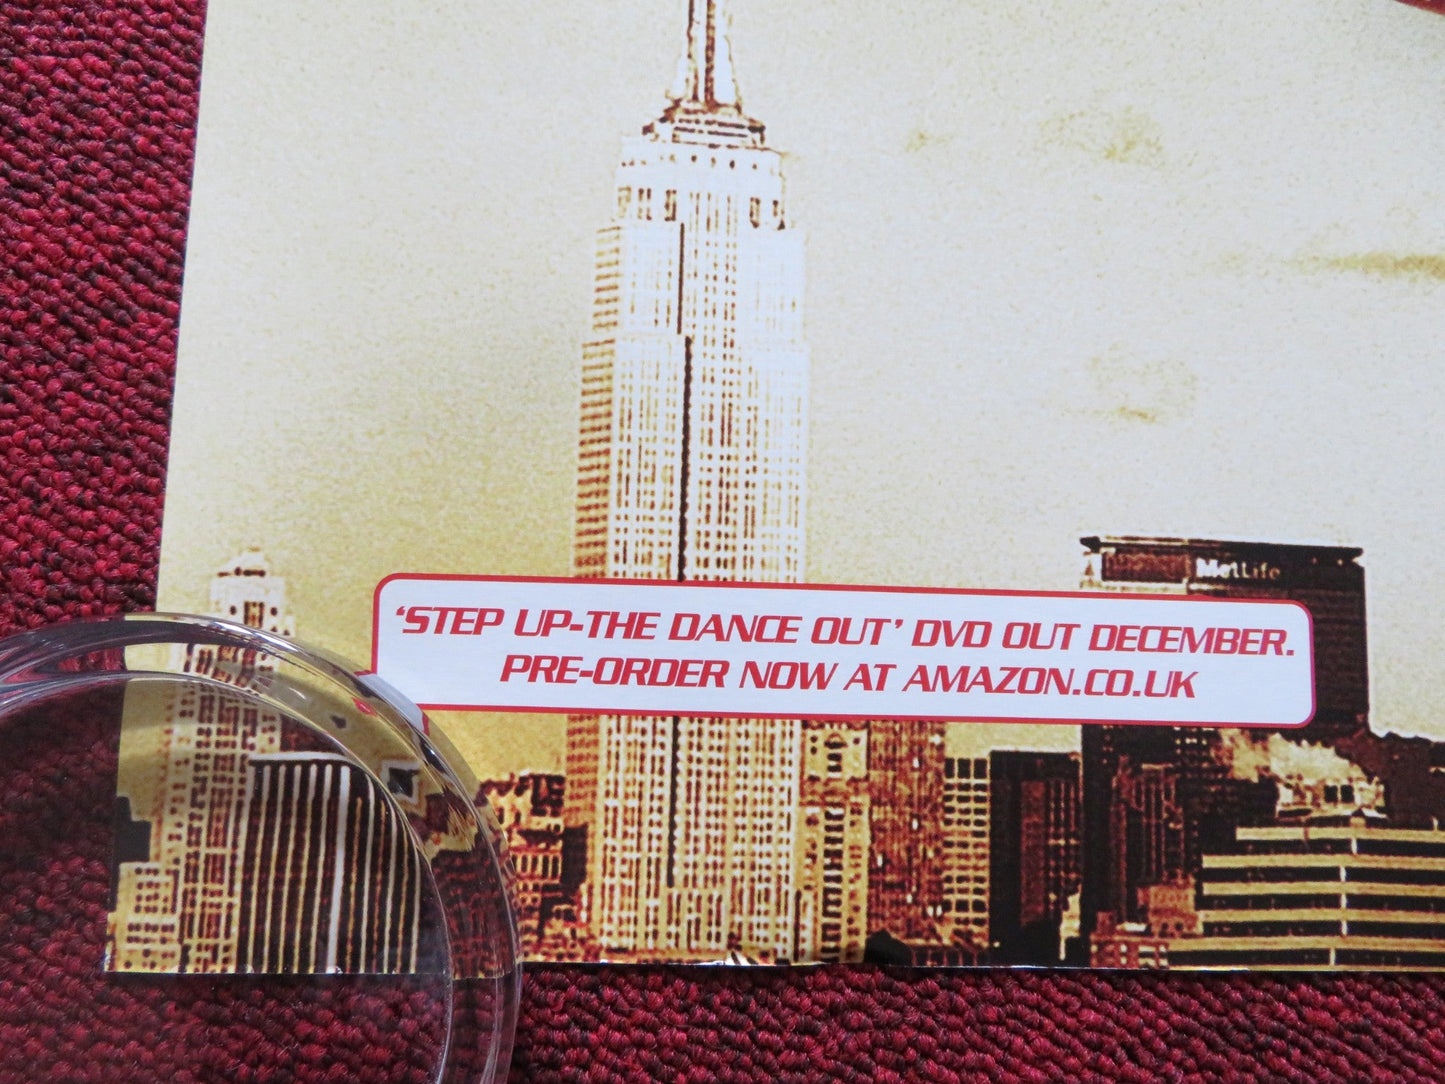 MetLife
'STEP UP-THE DANCE OUT' DVD OUT DECEMBER.
PRE-ORDER NOW AT AMAZON.CO.UK